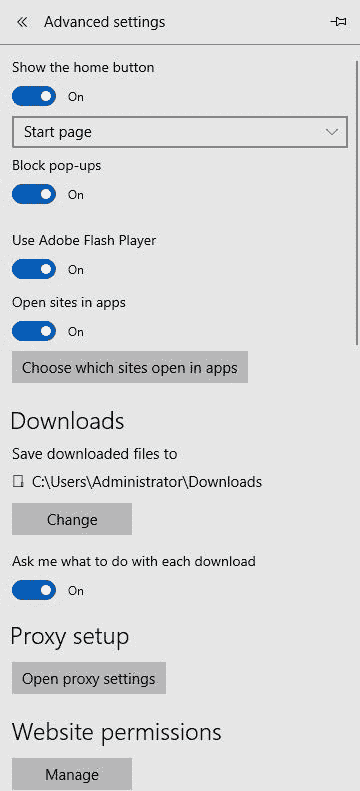 Advanced settings
Show the home button
On
Start page
Block pop-ups
On
Use Adobe Flash Player
On
Open sites in apps
On
Choose which sites open in apps
Downloads
Save downloaded files to
C:\Users\Administrator\Downloads
Change
Ask me what to do with each download
On
Proxy setup
Open proxy settings
Website permissions
Manage